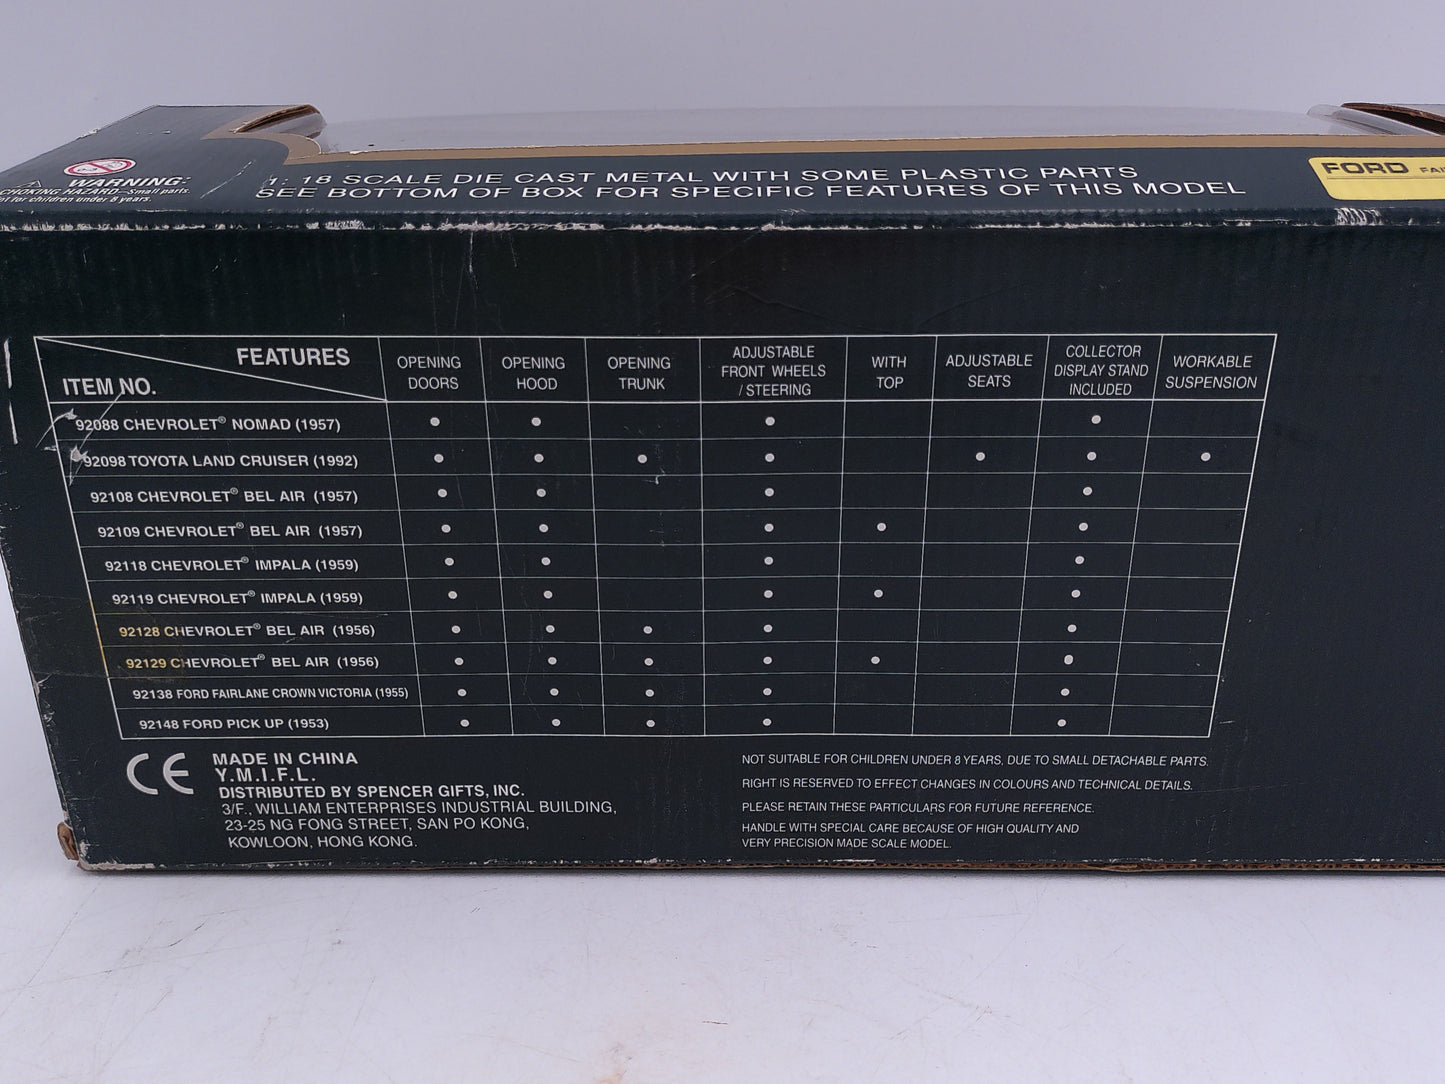 0-3
WARNING:
CHOKING HAZARD—Small parts.
for children under 8 years.
1: 18 SCALE DIE CAST METAL WITH SOME PLASTIC PARTS
SEE BOTTOM OF BOX FOR SPECIFIC FEATURES OF THIS MODEL
FORD
FEATURES
ITEM NO.
OPENING DOORS
OPENING HOOD
OPENING TRUNK
ADJUSTABLE FRONT WHEELS / STEERING
WITH TOP
ADJUSTABLE SEATS
COLLECTOR DISPLAY STAND INCLUDED
WORKABLE SUSPENSION
92088 CHEVROLET® NOMAD (1957) • • • •
92098 TOYOTA LAND CRUISER (1992) • • • • • • •
92108 CHEVROLET® BEL AIR (1957) • • • •
92109 CHEVROLET® BEL AIR (1957) • • • • •
92118 CHEVROLET® IMPALA (1959) • • • •
92119 CHEVROLET® IMPALA (1959) • • • • •
92128 CHEVROLET® BEL AIR (1956) • • • • •
92129 CHEVROLET® BEL AIR (1956) • • • • • •
92138 FORD FAIRLANE CROWN VICTORIA (1955) • • • • •
92148 FORD PICK UP (1953) • • • • •
CE
MADE IN CHINA
Y.M.I.F.L.
DISTRIBUTED BY SPENCER GIFTS, INC.
3/F., WILLIAM ENTERPRISES INDUSTRIAL BUILDING,
23-25 NG FONG STREET, SAN PO KONG,
KOWLOON, HONG KONG.
NOT SUITABLE FOR CHILDREN UNDER 8 YEARS, DUE TO SMALL DETACHABLE PARTS.
RIGHT IS RESERVED TO EFFECT CHANGES IN COLOURS AND TECHNICAL DETAILS.
PLEASE RETAIN THESE PARTICULARS FOR FUTURE REFERENCE.
HANDLE WITH SPECIAL CARE BECAUSE OF HIGH QUALITY AND
VERY PRECISION MADE SCALE MODEL.